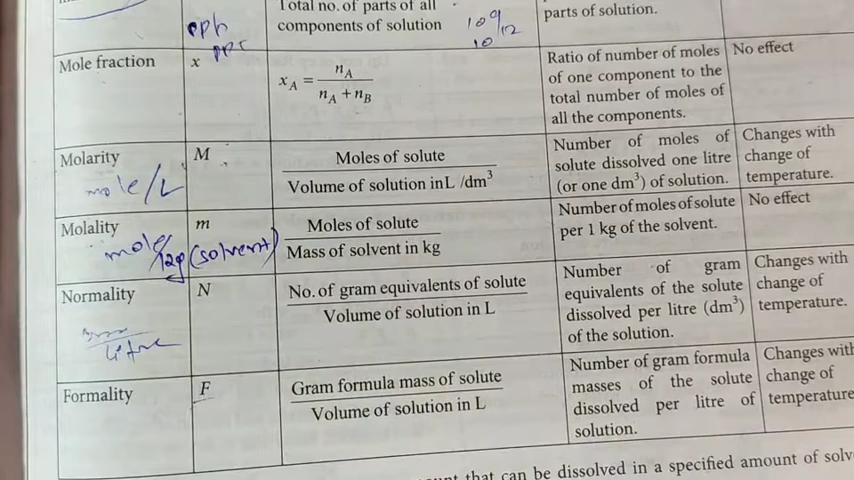 Total no. of parts of all
components of solution
parts of solution.
pph
10 9/12
10
Mole fraction
x
x_A = n_A / n_A + n_B
Ratio of number of moles
of one component to the
total number of moles of
all the components.
No effect
Molarity
mole/L
M
Moles of solute
Volume of solution in L /dm³
Number of moles of
solute dissolved one litre
(or one dm³) of solution.
Changes with
change of
temperature.
Molality
mole/
kg (solvent)
m
Moles of solute
Mass of solvent in kg
Number of moles of solute
per 1 kg of the solvent.
No effect
Normality
litre
N
No. of gram equivalents of solute
Volume of solution in L
Number of gram
equivalents of the solute
dissolved per litre (dm³)
of the solution.
Changes with
change of
temperature.
Formality
F
Gram formula mass of solute
Volume of solution in L
Number of gram formula
masses of the solute
dissolved per litre of
solution.
Changes with
change of
temperature
that can be dissolved in a specified amount of solv